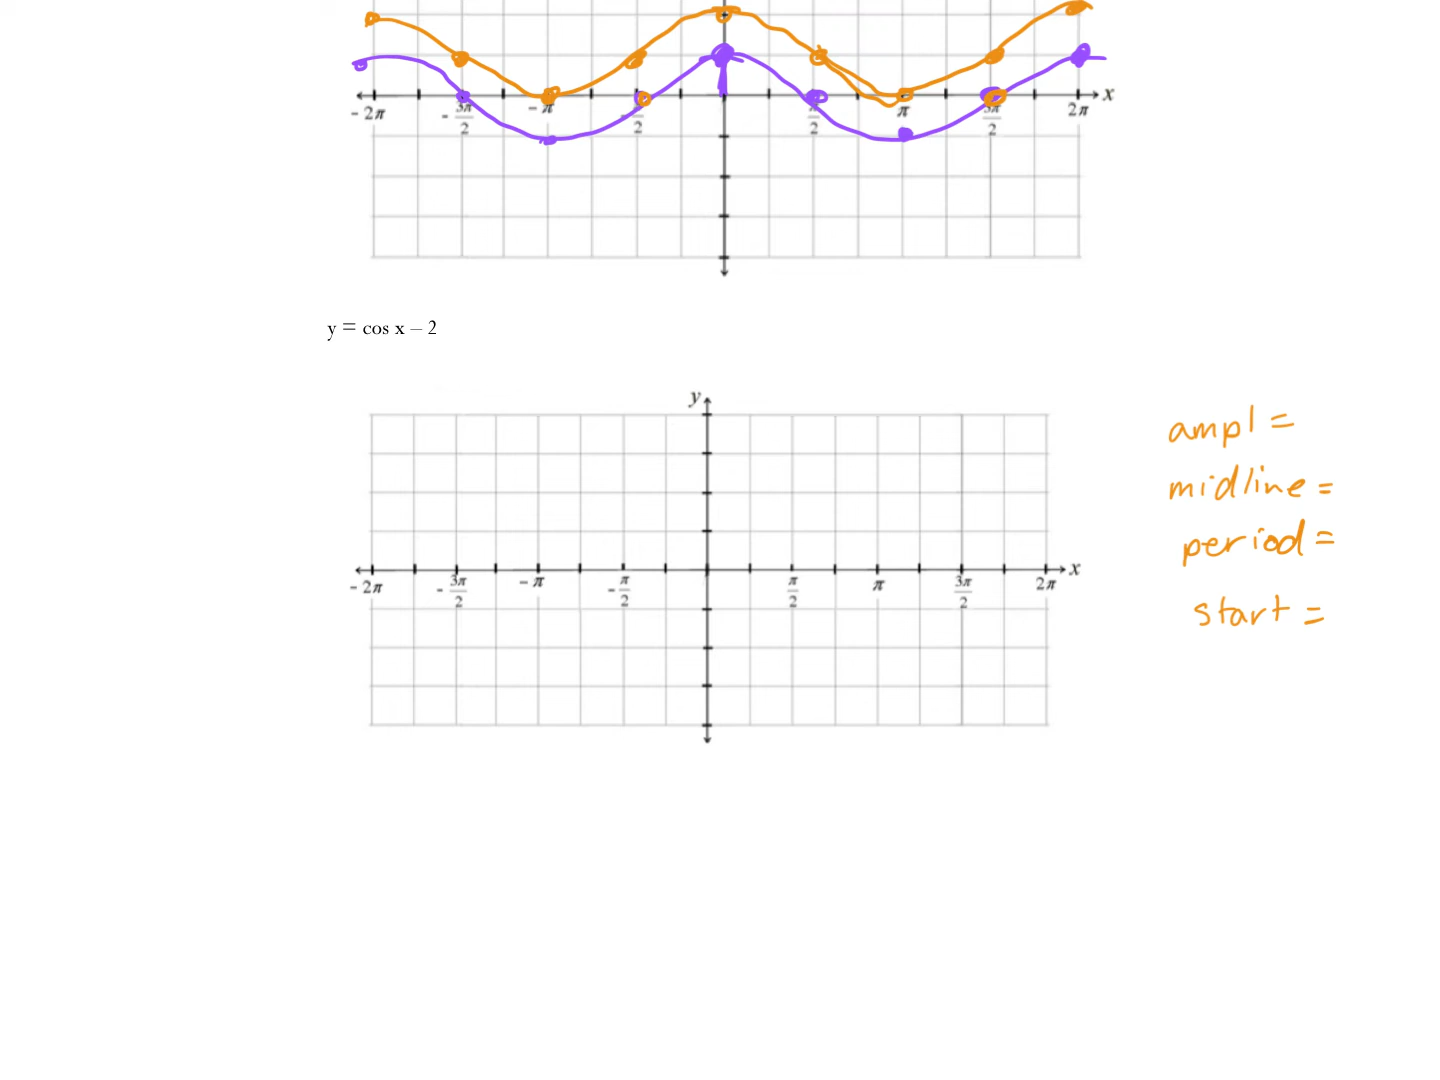 x
- 2π - 3π/2 - π - π/2 π/2 π 3π/2 2π
y = cos x – 2
y
ampl =
midline =
period =
x
- 2π - 3π/2 - π - π/2 π/2 π 3π/2 2π
start =